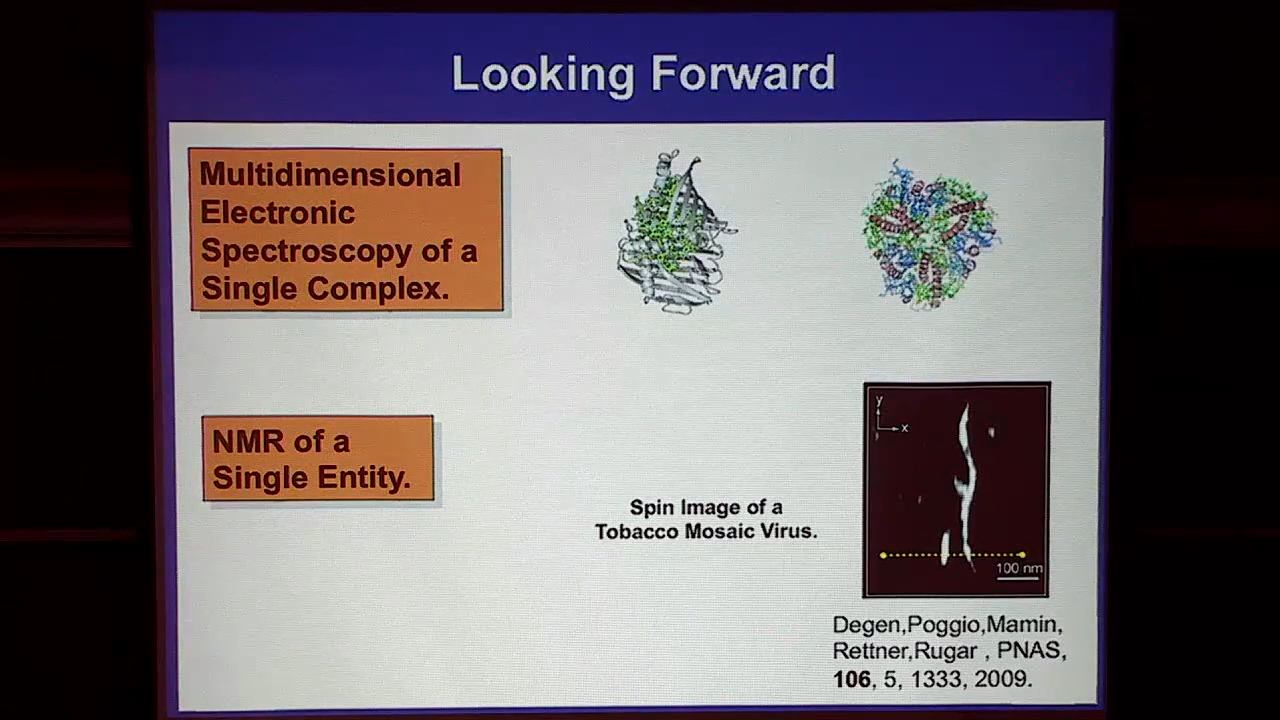 Looking Forward
Multidimensional
Electronic
Spectroscopy of a
Single Complex.
NMR of a
Single Entity.
Spin Image of a
Tobacco Mosaic Virus.
y
x
100 nm
Degen,Poggio,Mamin,
Rettner,Rugar , PNAS,
106, 5, 1333, 2009.